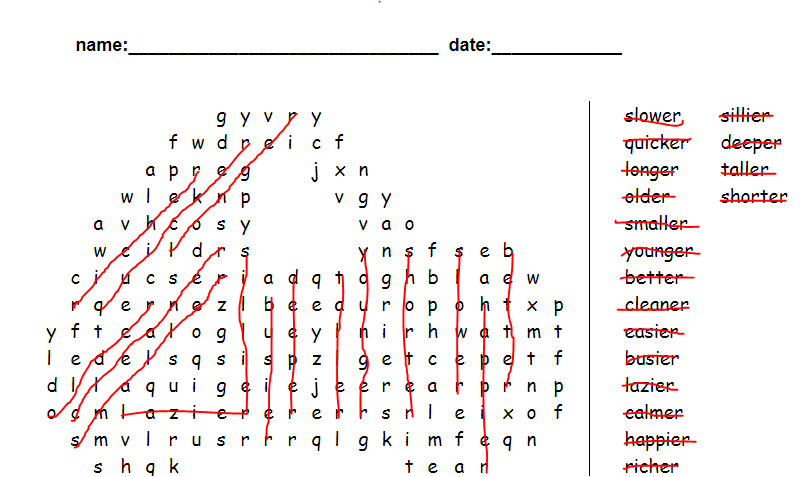 name:_______________________________ date:_____________
g y v r y slower sillier
f w d r e i c f quicker deeper
a p r e g j x n longer taller
w l e k n p v g y older shorter
a v h c o s y v a o smaller
w e i l d r s y n s f s e b younger
c i u c s e r i a d q t o g h b l a e w better
r q e r n e z l b e e a u r o p o h t x p cleaner
y f t e a l o g l u e y l n i r h w a t m t easier
l e d e l s q s i s p z l g e t c e p e t f busier
d l l a q u i g e i e j e e r e a r p r n p lazier
o c m l a z i e r e r e r r s r l e i x o f calmer
s m v l r u s r r r q l g k i m f e q n happier
s h q k t e a r richer